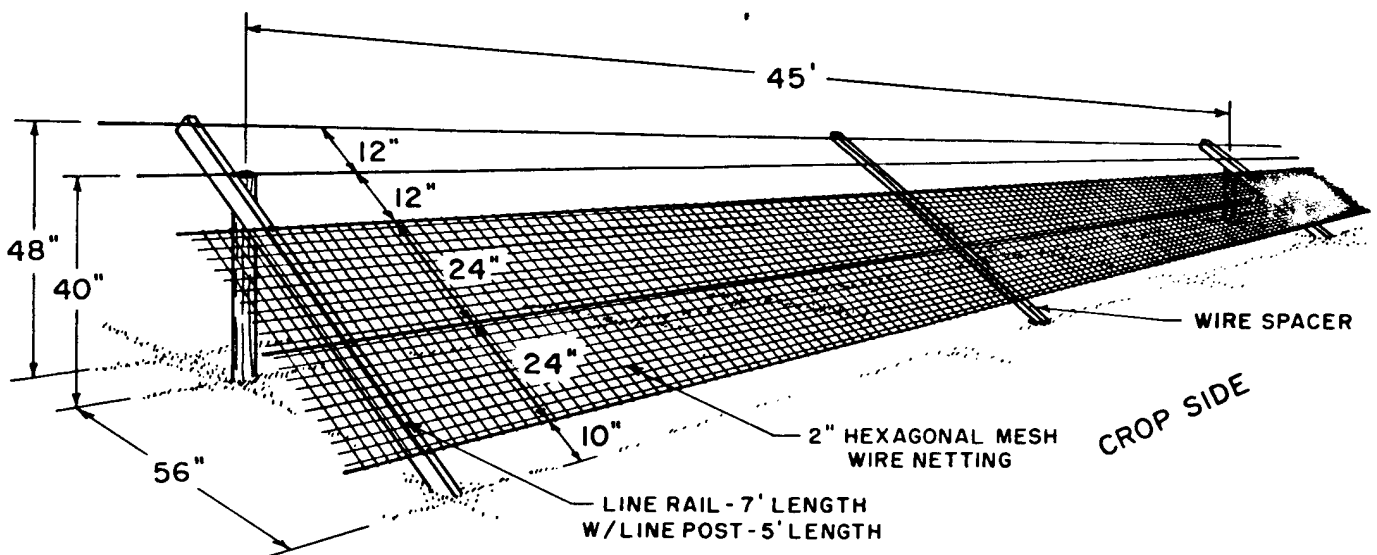 45'
12"
12"
48"
40"
24"
24"
10"
56"
WIRE SPACER
CROP SIDE
2" HEXAGONAL MESH
WIRE NETTING
LINE RAIL - 7' LENGTH
W/LINE POST - 5' LENGTH